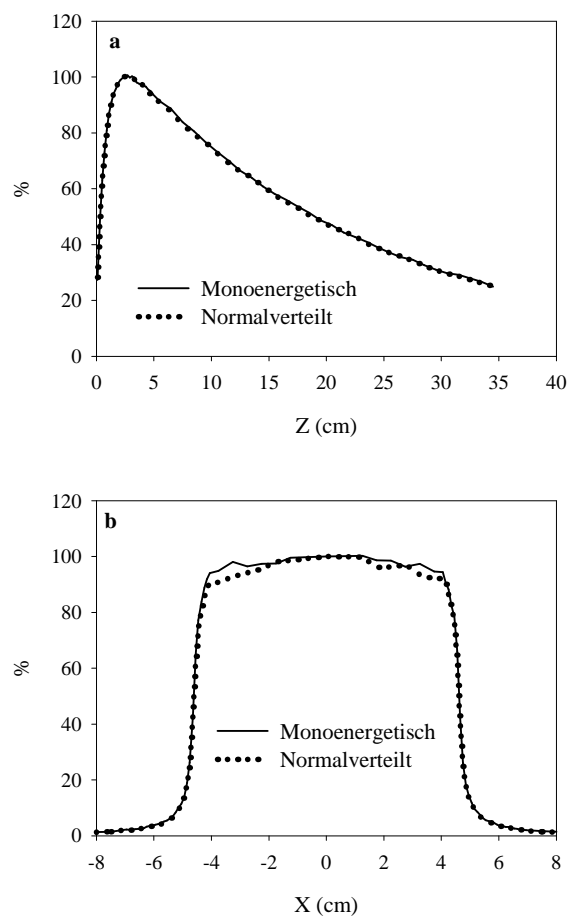 120
a
100
80
60
40
20
0
%
Monoenergetisch
Normalverteilt
0 5 10 15 20 25 30 35 40
Z (cm)
120
b
100
80
60
40
20
0
%
Monoenergetisch
Normalverteilt
-8 -6 -4 -2 0 2 4 6 8
X (cm)